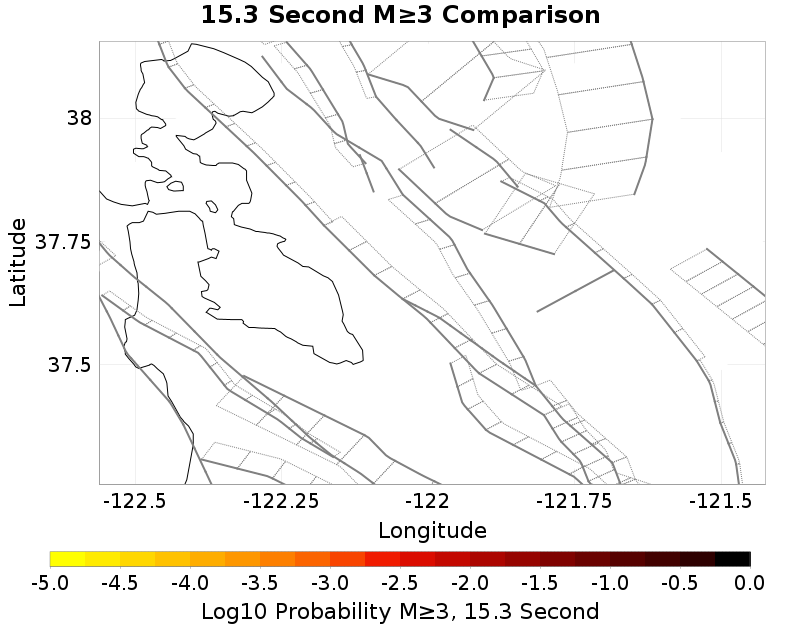 15.3 Second M≥3 Comparison
38
37.75
37.5
Latitude
-122.5 -122.25 -122 -121.75 -121.5
Longitude
-5.0 -4.5 -4.0 -3.5 -3.0 -2.5 -2.0 -1.5 -1.0 -0.5 0.0
Log10 Probability M≥3, 15.3 Second